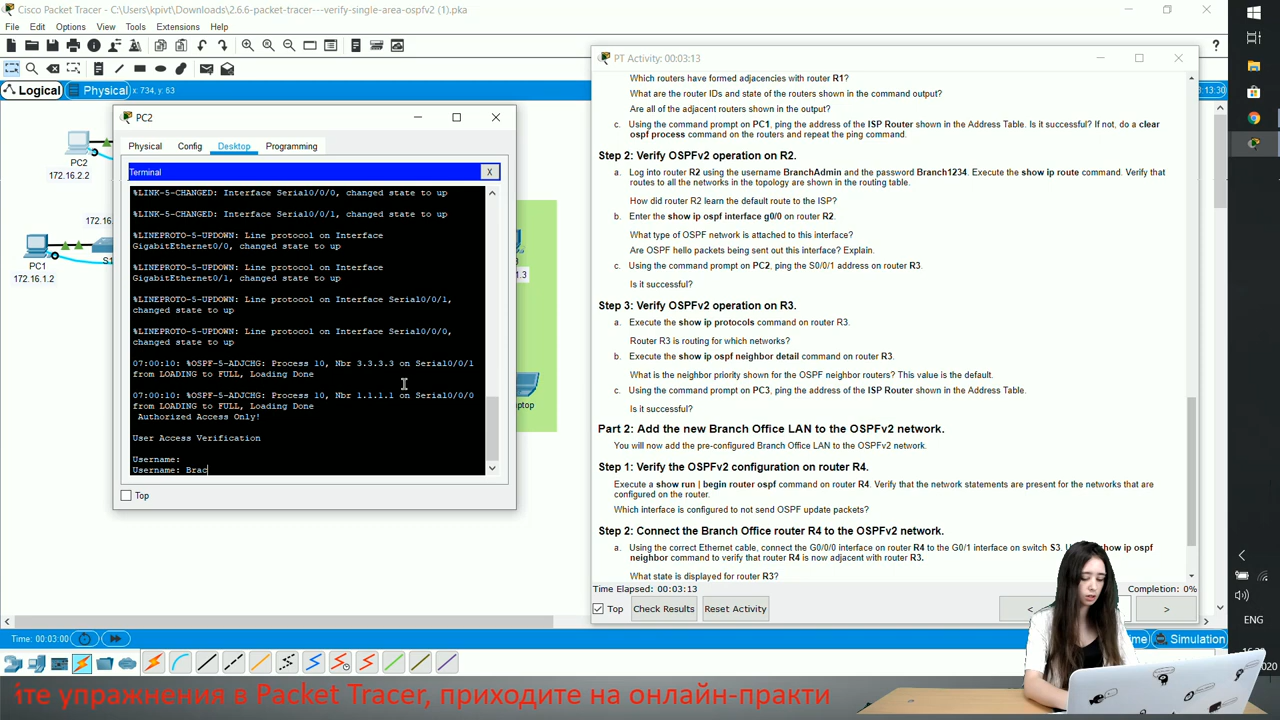 Cisco Packet Tracer - C:\Users\kpivt\Downloads\2.6.6-packet-tracer---verify-single-area-ospfv2 (1).pka
File Edit Options View Tools Extensions Help
Logical Physical x: 734, y: 63
PC2
172.16.2.2
172.16.
PC1
172.16.1.2
S1
1.3
ptop
PC2
Physical Config Desktop Programming
Terminal X
%LINK-5-CHANGED: Interface Serial0/0/0, changed state to up
%LINK-5-CHANGED: Interface Serial0/0/1, changed state to up
%LINEPROTO-5-UPDOWN: Line protocol on Interface
GigabitEthernet0/0, changed state to up
%LINEPROTO-5-UPDOWN: Line protocol on Interface
GigabitEthernet0/1, changed state to up
%LINEPROTO-5-UPDOWN: Line protocol on Interface Serial0/0/1,
changed state to up
%LINEPROTO-5-UPDOWN: Line protocol on Interface Serial0/0/0,
changed state to up
07:00:10: %OSPF-5-ADJCHG: Process 10, Nbr 3.3.3.3 on Serial0/0/1
from LOADING to FULL, Loading Done
07:00:10: %OSPF-5-ADJCHG: Process 10, Nbr 1.1.1.1 on Serial0/0/0
from LOADING to FULL, Loading Done
Authorized Access Only!
User Access Verification
Username:
Username: Brac
Top
PT Activity: 00:03:13
Which routers have formed adjacencies with router R1?
What are the router IDs and state of the routers shown in the command output?
Are all of the adjacent routers shown in the output?
c. Using the command prompt on PC1, ping the address of the ISP Router shown in the Address Table. Is it successful? If not, do a clear
ospf process command on the routers and repeat the ping command.
Step 2: Verify OSPFv2 operation on R2.
a. Log into router R2 using the username BranchAdmin and the password Branch1234. Execute the show ip route command. Verify that
routes to all the networks in the topology are shown in the routing table.
How did router R2 learn the default route to the ISP?
b. Enter the show ip ospf interface g0/0 on router R2.
What type of OSPF network is attached to this interface?
Are OSPF hello packets being sent out this interface? Explain.
c. Using the command prompt on PC2, ping the S0/0/1 address on router R3.
Is it successful?
Step 3: Verify OSPFv2 operation on R3.
a. Execute the show ip protocols command on router R3.
Router R3 is routing for which networks?
b. Execute the show ip ospf neighbor detail command on router R3.
What is the neighbor priority shown for the OSPF neighbor routers? This value is the default.
c. Using the command prompt on PC3, ping the address of the ISP Router shown in the Address Table.
Is it successful?
Part 2: Add the new Branch Office LAN to the OSPFv2 network.
You will now add the pre-configured Branch Office LAN to the OSPFv2 network.
Step 1: Verify the OSPFv2 configuration on router R4.
Execute a show run | begin router ospf command on router R4. Verify that the network statements are present for the networks that are
configured on the router.
Which interface is configured to not send OSPF update packets?
Step 2: Connect the Branch Office router R4 to the OSPFv2 network.
a. Using the correct Ethernet cable, connect the G0/0/0 interface on router R4 to the G0/1 interface on switch S3. show ip ospf
neighbor command to verify that router R4 is now adjacent with router R3.
What state is displayed for router R3?
Time Elapsed: 00:03:13 Completion: 0%
Top Check Results Reset Activity < >
:13:30
Time: 00:03:00 Simulation
ENG
ите упражнения в Packet Tracer, приходите на онлайн-практи